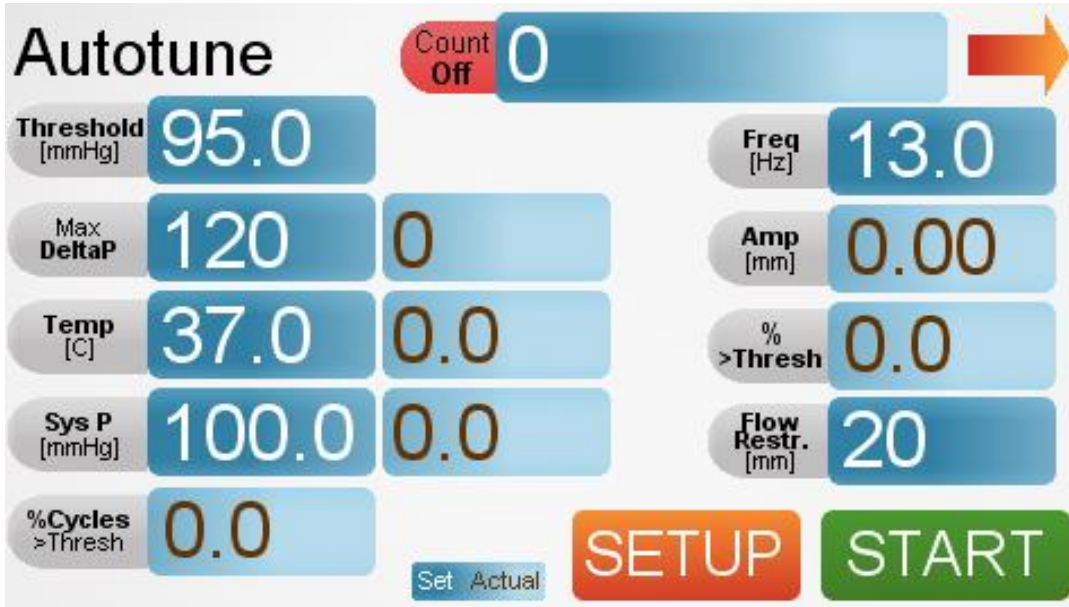 Autotune
Count
Off
0
Threshold
[mmHg]
95.0
Freq
[Hz]
13.0
Max
DeltaP
120
0
Amp
[mm]
0.00
Temp
[C]
37.0
0.0
%
>Thresh
0.0
Sys P
[mmHg]
100.0
0.0
Flow
Restr.
[mm]
20
%Cycles
>Thresh
0.0
Set Actual
SETUP
START